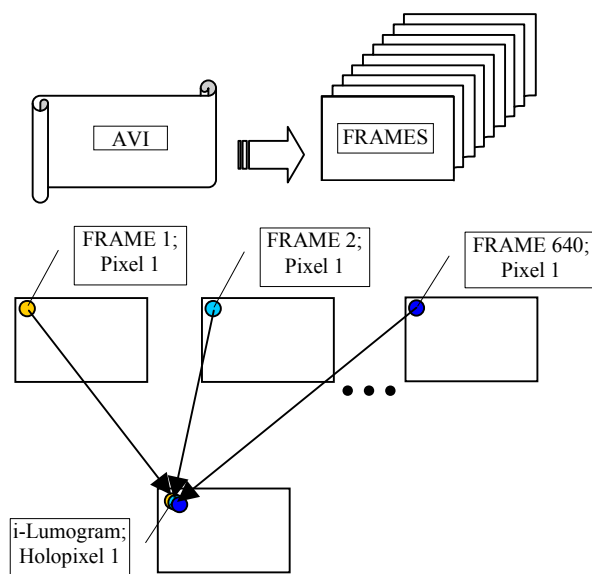 AVI
FRAMES
FRAME 1;
Pixel 1
FRAME 2;
Pixel 1
FRAME 640;
Pixel 1
i-Lumogram;
Holopixel 1